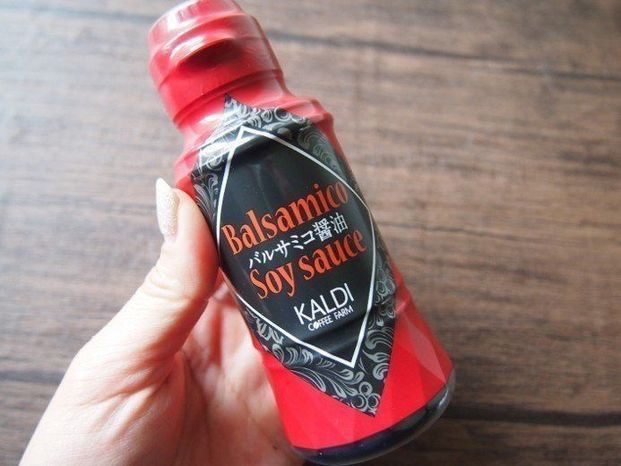 Balsamico
バルサミコ醤油
Soy sauce
KALDI
COFFEE FARM